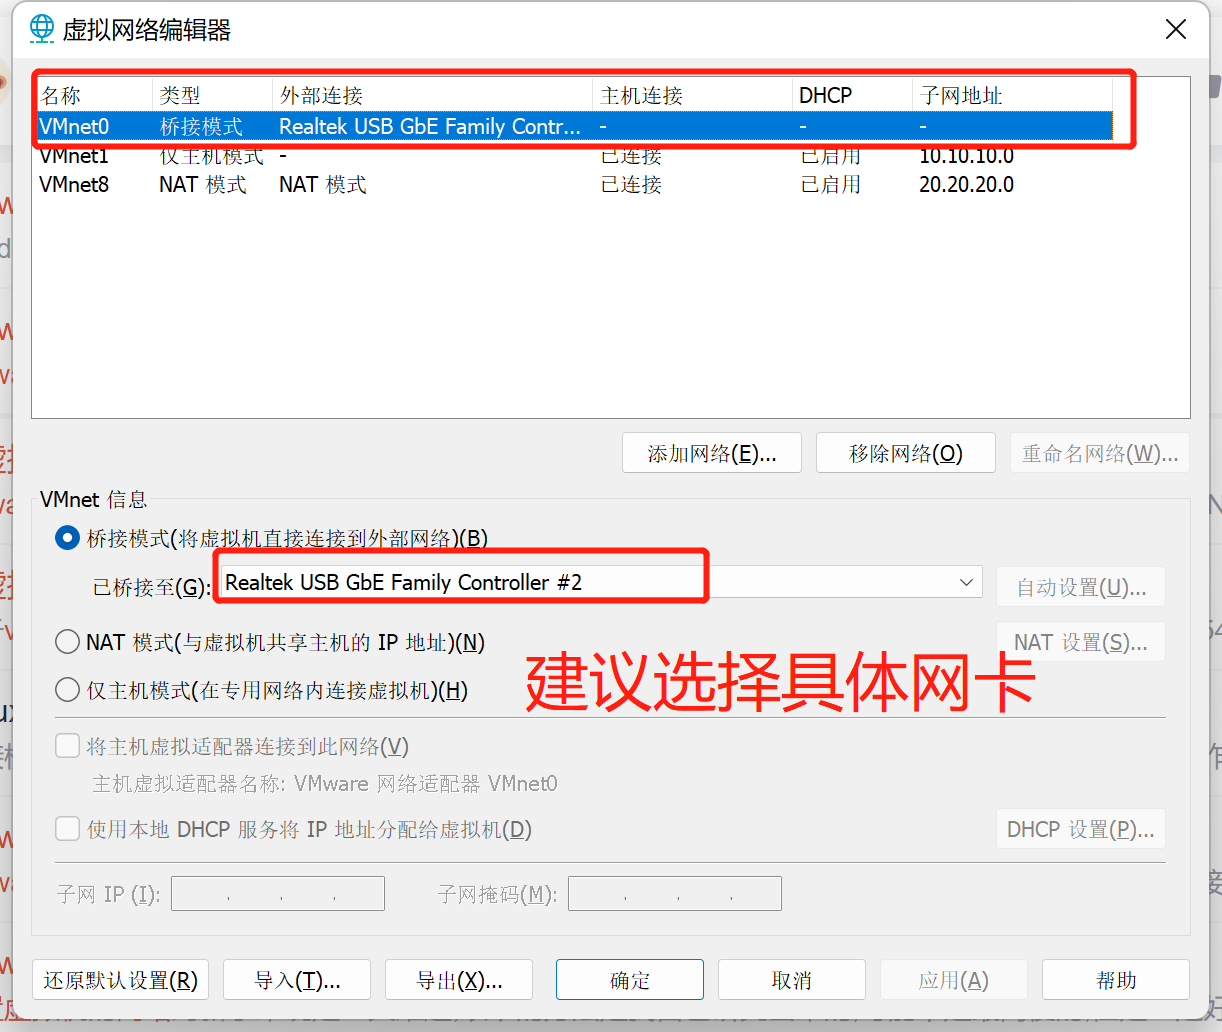 虚拟网络编辑器
名称 类型 外部连接 主机连接 DHCP 子网地址
VMnet0 桥接模式 Realtek USB GbE Family Contr... - - -
VMnet1 仅主机模式 - 已连接 已启用 10.10.10.0
VMnet8 NAT 模式 NAT 模式 已连接 已启用 20.20.20.0
添加网络(E)... 移除网络(O) 重命名网络(W)...
VMnet 信息
桥接模式(将虚拟机直接连接到外部网络)(B)
已桥接至(G): Realtek USB GbE Family Controller #2 自动设置(U)...
NAT 模式(与虚拟机共享主机的 IP 地址)(N) NAT 设置(S)...
建议选择具体网卡
仅主机模式(在专用网络内连接虚拟机)(H)
将主机虚拟适配器连接到此网络(V)
主机虚拟适配器名称: VMware 网络适配器 VMnet0
使用本地 DHCP 服务将 IP 地址分配给虚拟机(D) DHCP 设置(P)...
子网 IP (I): . . . 子网掩码(M): . . .
还原默认设置(R) 导入(T)... 导出(X)... 确定 取消 应用(A) 帮助